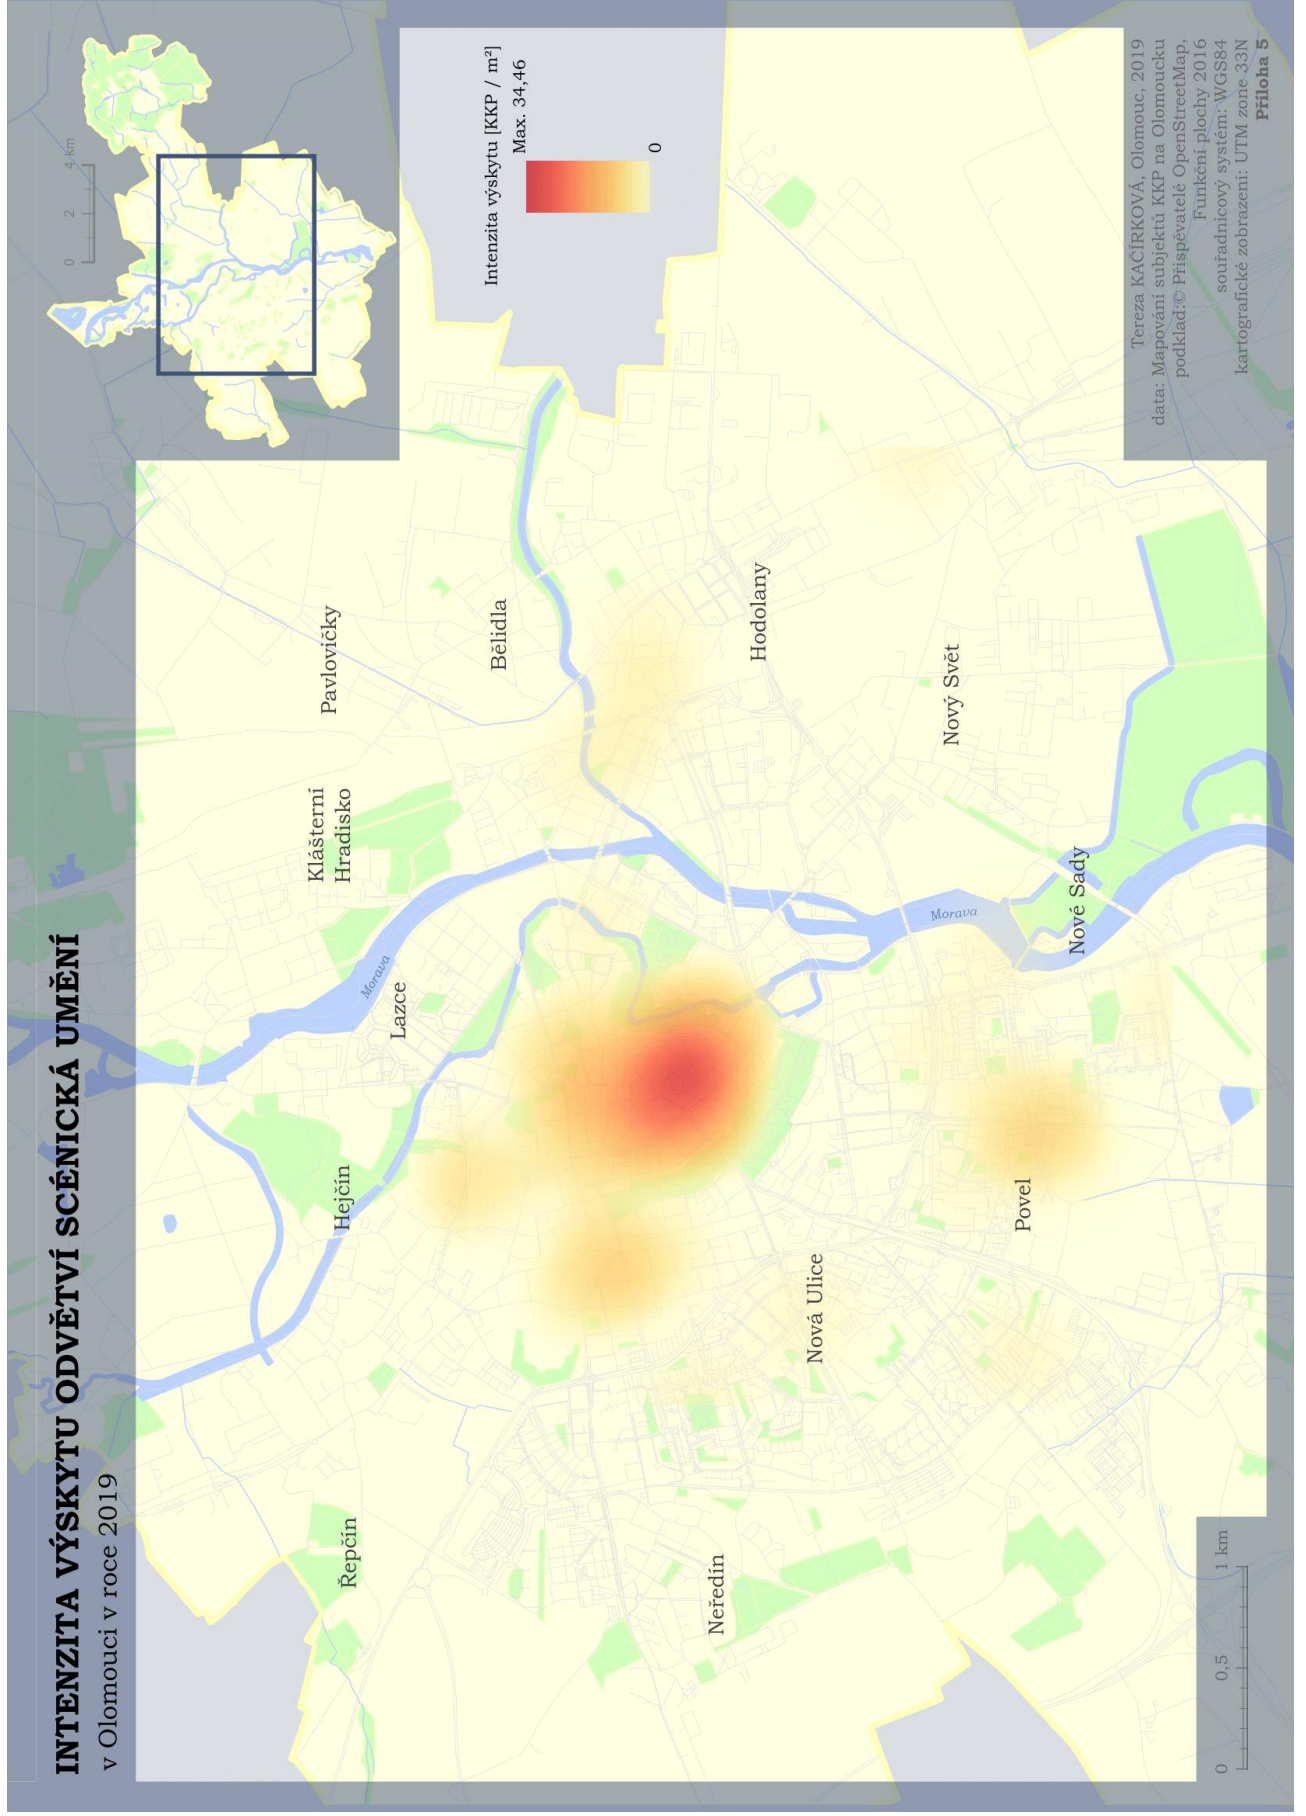 INTENZITA VÝSKYTU ODVĚTVÍ SCÉNICKÁ UMĚNÍ
v Olomouci v roce 2019
0 2 4 km
Intenzita výskytu [KKP / m²]
Max. 34,46
0
Pavlovičky
Klášterní
Hradisko
Bělidla
Řepčín
Hejčín
Lazce
Morava
Hodolany
Neředín
Nová Ulice
Nový Svět
Morava
Povel
Nové Sady
0 0,5 1 km
Tereza KAČÍRKOVÁ, Olomouc, 2019
data: Mapování subjektů KKP na Olomoucku
podklad:© Přispěvatelé OpenStreetMap,
Funkční plochy 2016
souřadnicový systém: WGS84
kartografické zobrazení: UTM zone 33N
Příloha 5